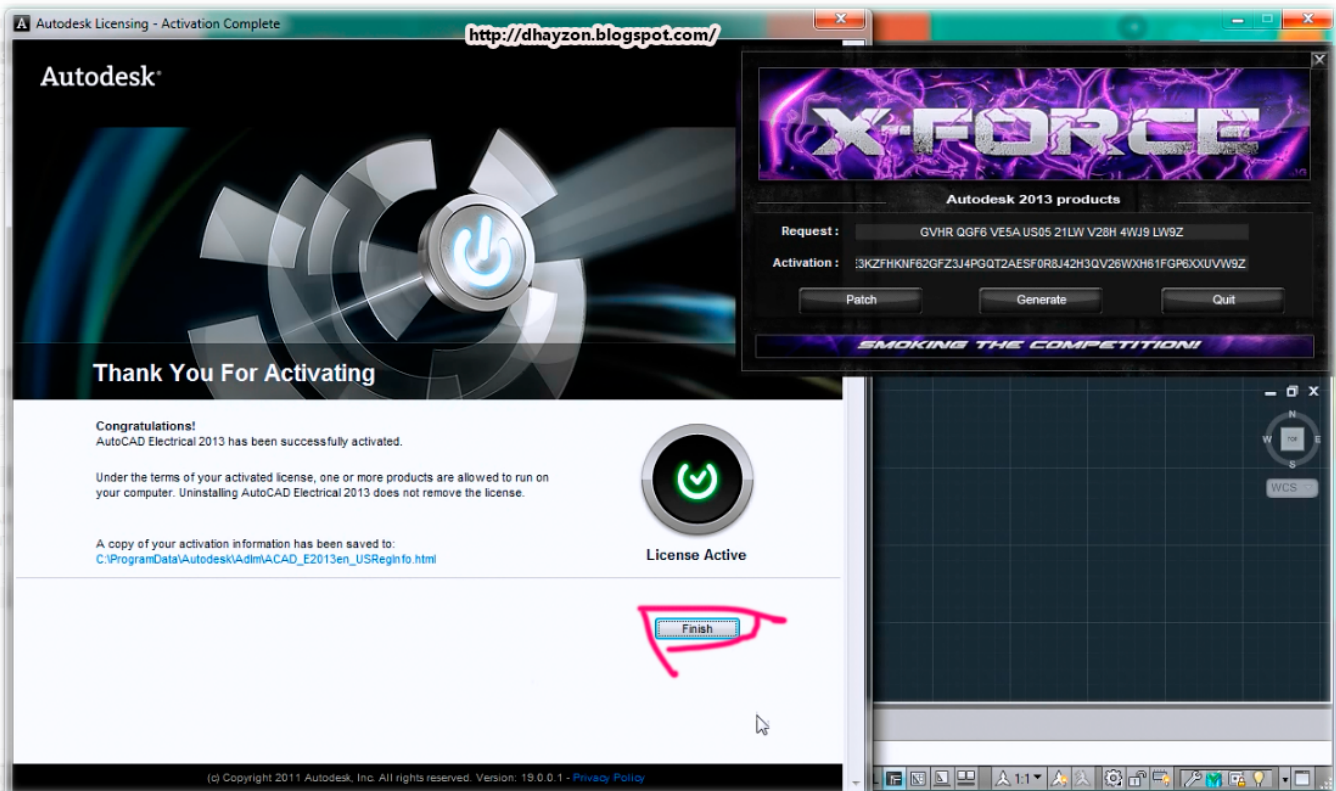 Autodesk Licensing - Activation Complete
http://dhayzon.blogspot.com/
Autodesk
X-FORCE
Autodesk 2013 products
Request :
GVHR QGF6 VE5A US05 21LW V28H 4WJ9 LW9Z
Activation :
Patch
Generate
Quit
SMOKING THE COMPETITION!
Thank You For Activating
Congratulations!
AutoCAD Electrical 2013 has been successfully activated.
Under the terms of your activated license, one or more products are allowed to run on
your computer. Uninstalling AutoCAD Electrical 2013 does not remove the license.
A copy of your activation information has been saved to:
C:\ProgramData\Autodesk\Adlm\ACAD_E2013en_USRegInfo.html
License Active
Finish
N
W
TOP
E
S
WCS
(c) Copyright 2011 Autodesk, Inc. All rights reserved. Version: 19.0.0.1 - Privacy Policy
1:1